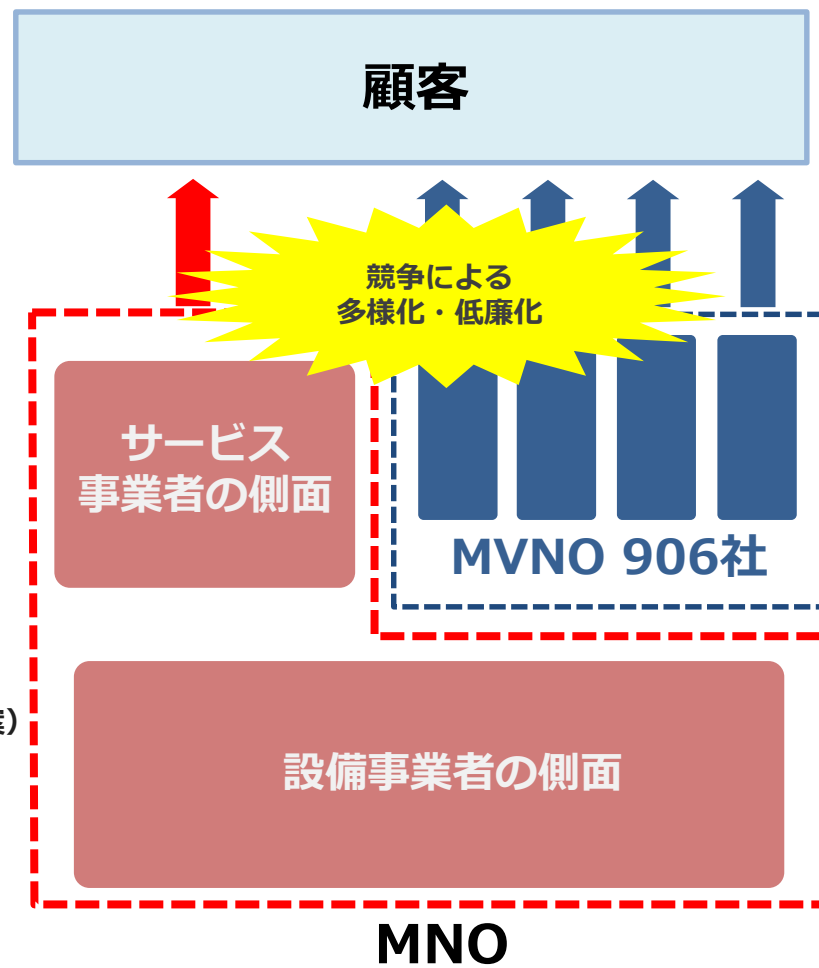 顧客
競争による
多様化・低廉化
サービス
事業者の側面
MVNO 906社
設備事業者の側面
MNO